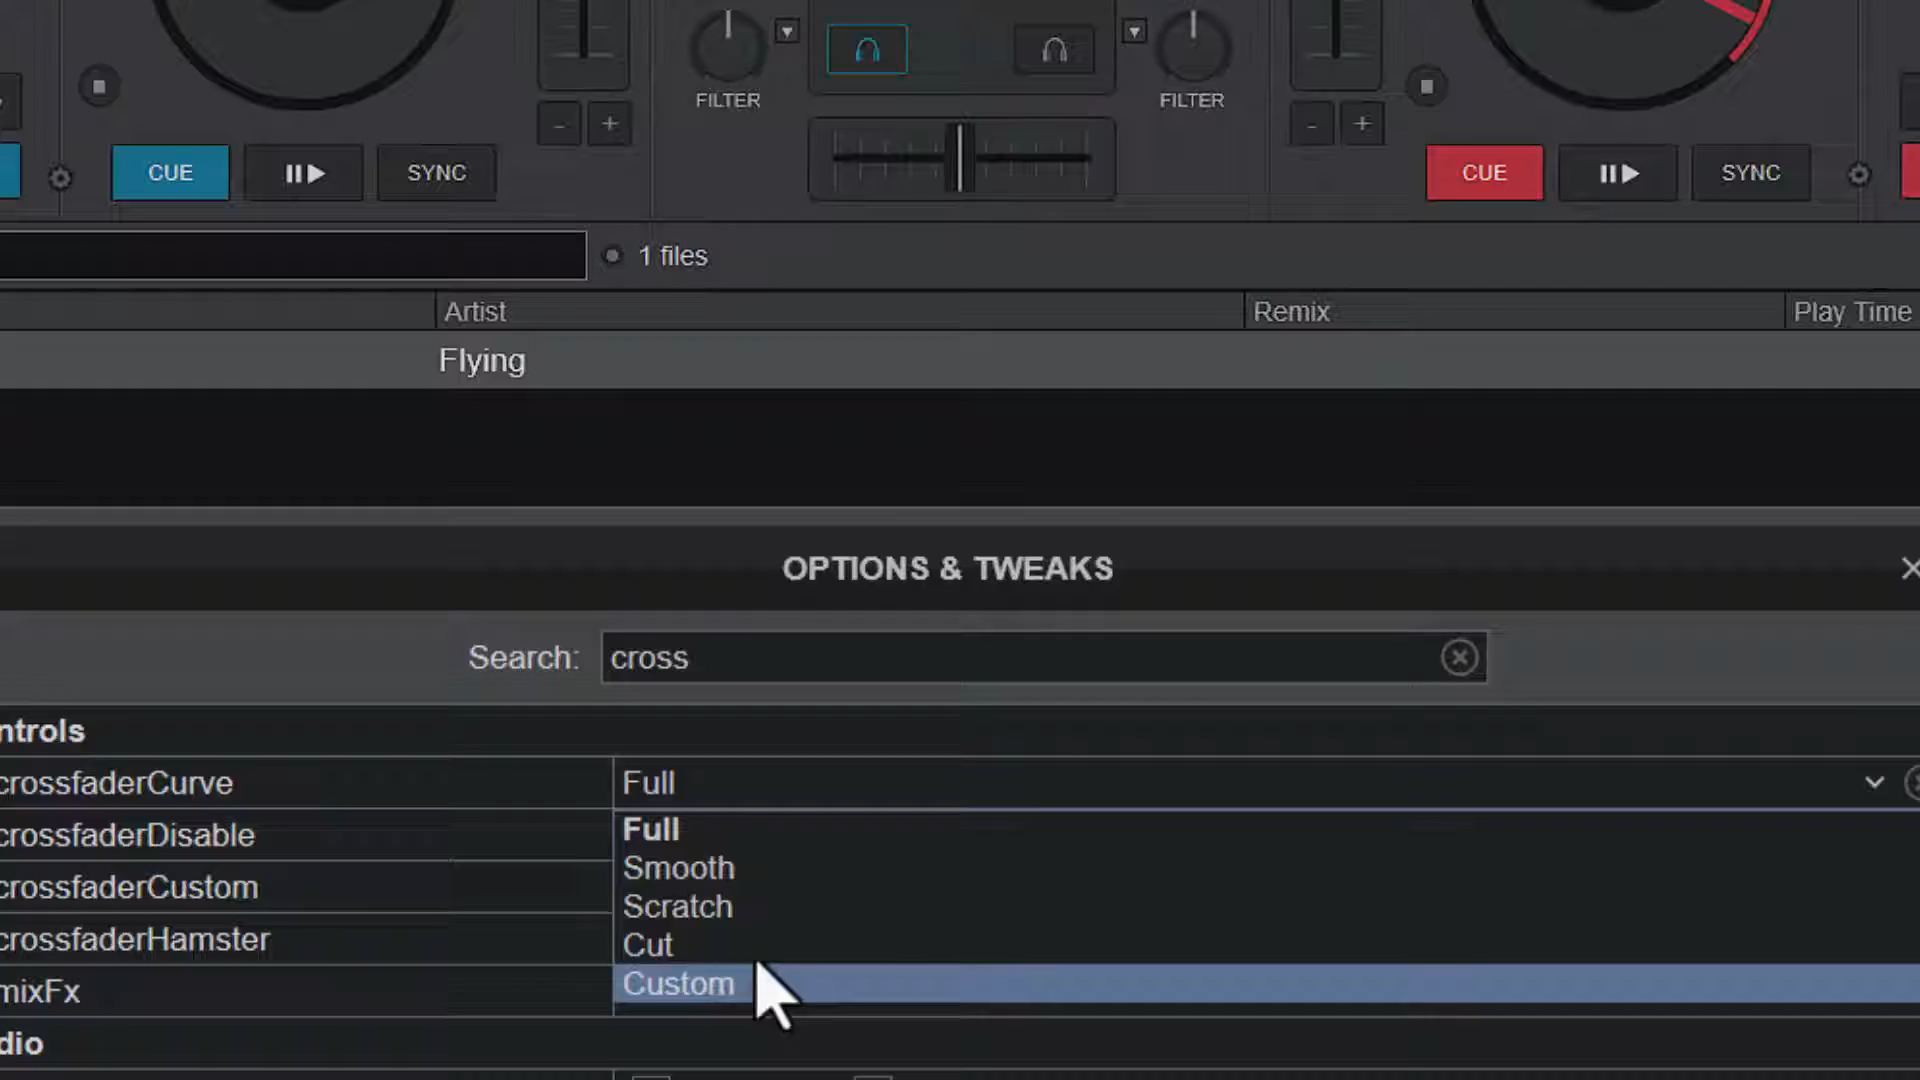 FILTER
FILTER
- +
- +
CUE
SYNC
CUE
SYNC
1 files
Artist
Remix
Play Time
Flying
OPTIONS & TWEAKS
Search: cross
ntrols
crossfaderCurve
Full
Full
crossfaderDisable
Smooth
crossfaderCustom
Scratch
crossfaderHamster
Cut
mixFx
Custom
dio